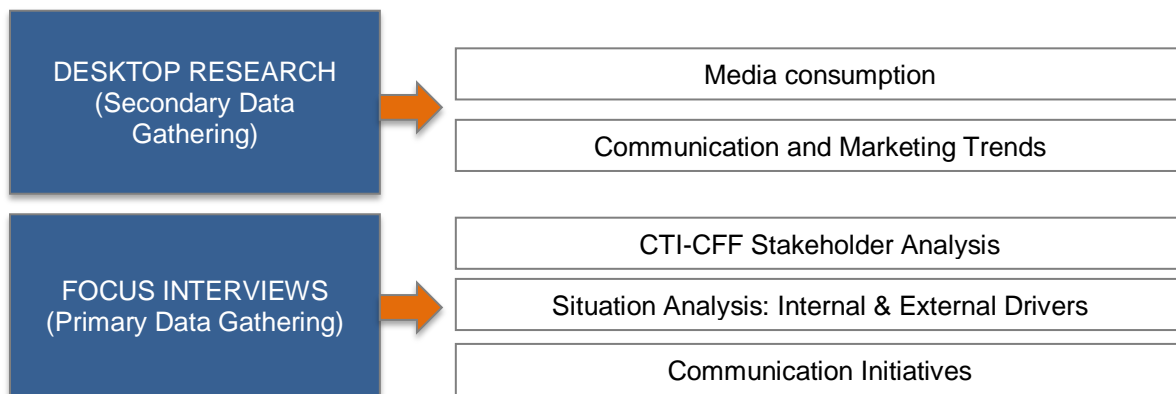 DESKTOP RESEARCH
(Secondary Data
Gathering)
Media consumption
Communication and Marketing Trends
FOCUS INTERVIEWS
(Primary Data Gathering)
CTI-CFF Stakeholder Analysis
Situation Analysis: Internal & External Drivers
Communication Initiatives